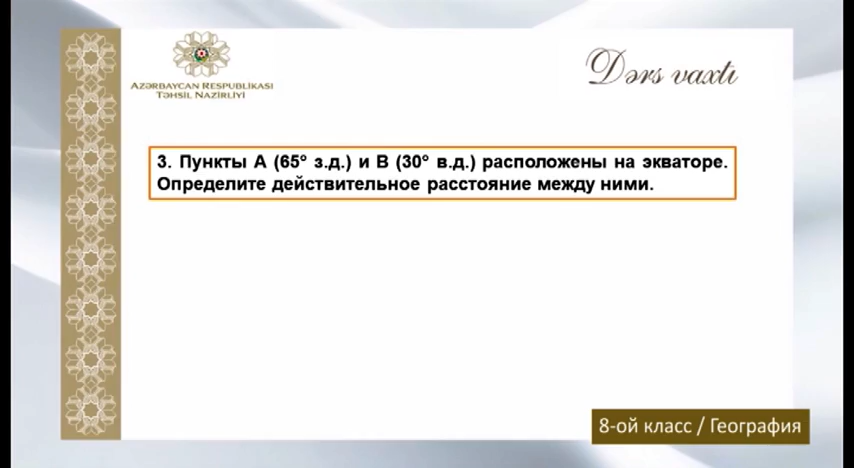 AZƏRBAYCAN RESPUBLİKASI
TƏHSİL NAZİRLİYİ
Dərs vaxtı
3. Пункты А (65° з.д.) и В (30° в.д.) расположены на экваторе.
Определите действительное расстояние между ними.
8-ой класс / География